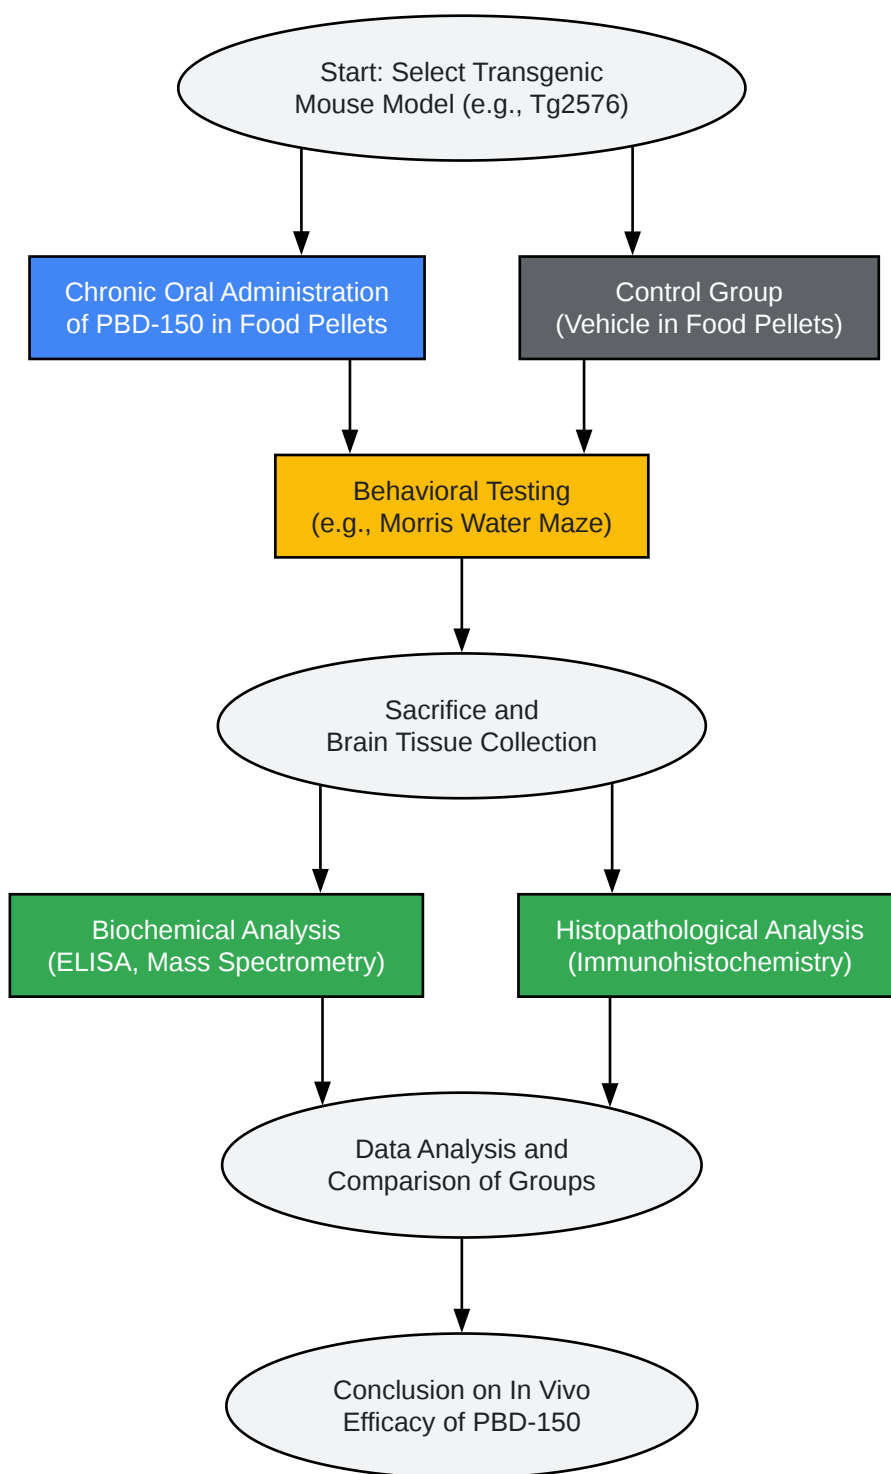 Start: Select Transgenic
Mouse Model (e.g., Tg2576)
Chronic Oral Administration
of PBD-150 in Food Pellets
Control Group
(Vehicle in Food Pellets)
Behavioral Testing
(e.g., Morris Water Maze)
Sacrifice and
Brain Tissue Collection
Biochemical Analysis
(ELISA, Mass Spectrometry)
Histopathological Analysis
(Immunohistochemistry)
Data Analysis and
Comparison of Groups
Conclusion on In Vivo
Efficacy of PBD-150